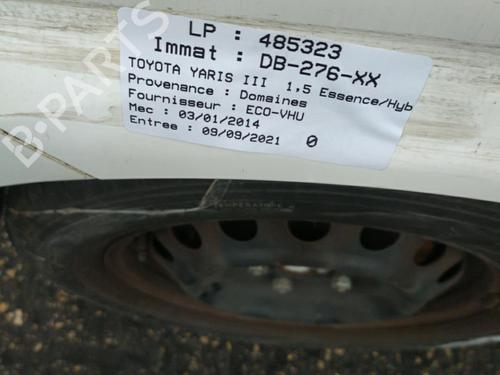 LP : 485323
Immat : DB-276-XX
TOYOTA YARIS III 1,5 Essence/Hyb
Provenance : Domaines
Fournisseur : ECO-VHU
Mec : 03/01/2014
Entree : 09/09/2021 0
B-PARTS